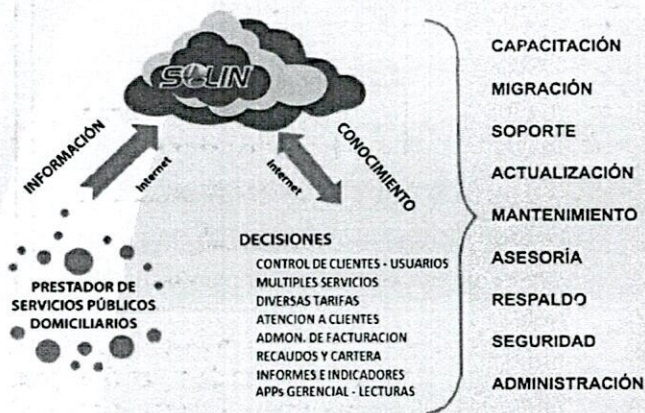 SOLIN
INFORMACIÓN
Internet
Internet
CONOCIMIENTO
PRESTADOR DE
SERVICIOS PÚBLICOS
DOMICILIARIOS
DECISIONES
CONTROL DE CLIENTES - USUARIOS
MULTIPLES SERVICIOS
DIVERSAS TARIFAS
ATENCION A CLIENTES
ADMON. DE FACTURACION
RECAUDOS Y CARTERA
INFORMES E INDICADORES
APPs GERENCIAL - LECTURAS
CAPACITACIÓN
MIGRACIÓN
SOPORTE
ACTUALIZACIÓN
MANTENIMIENTO
ASESORÍA
RESPALDO
SEGURIDAD
ADMINISTRACIÓN